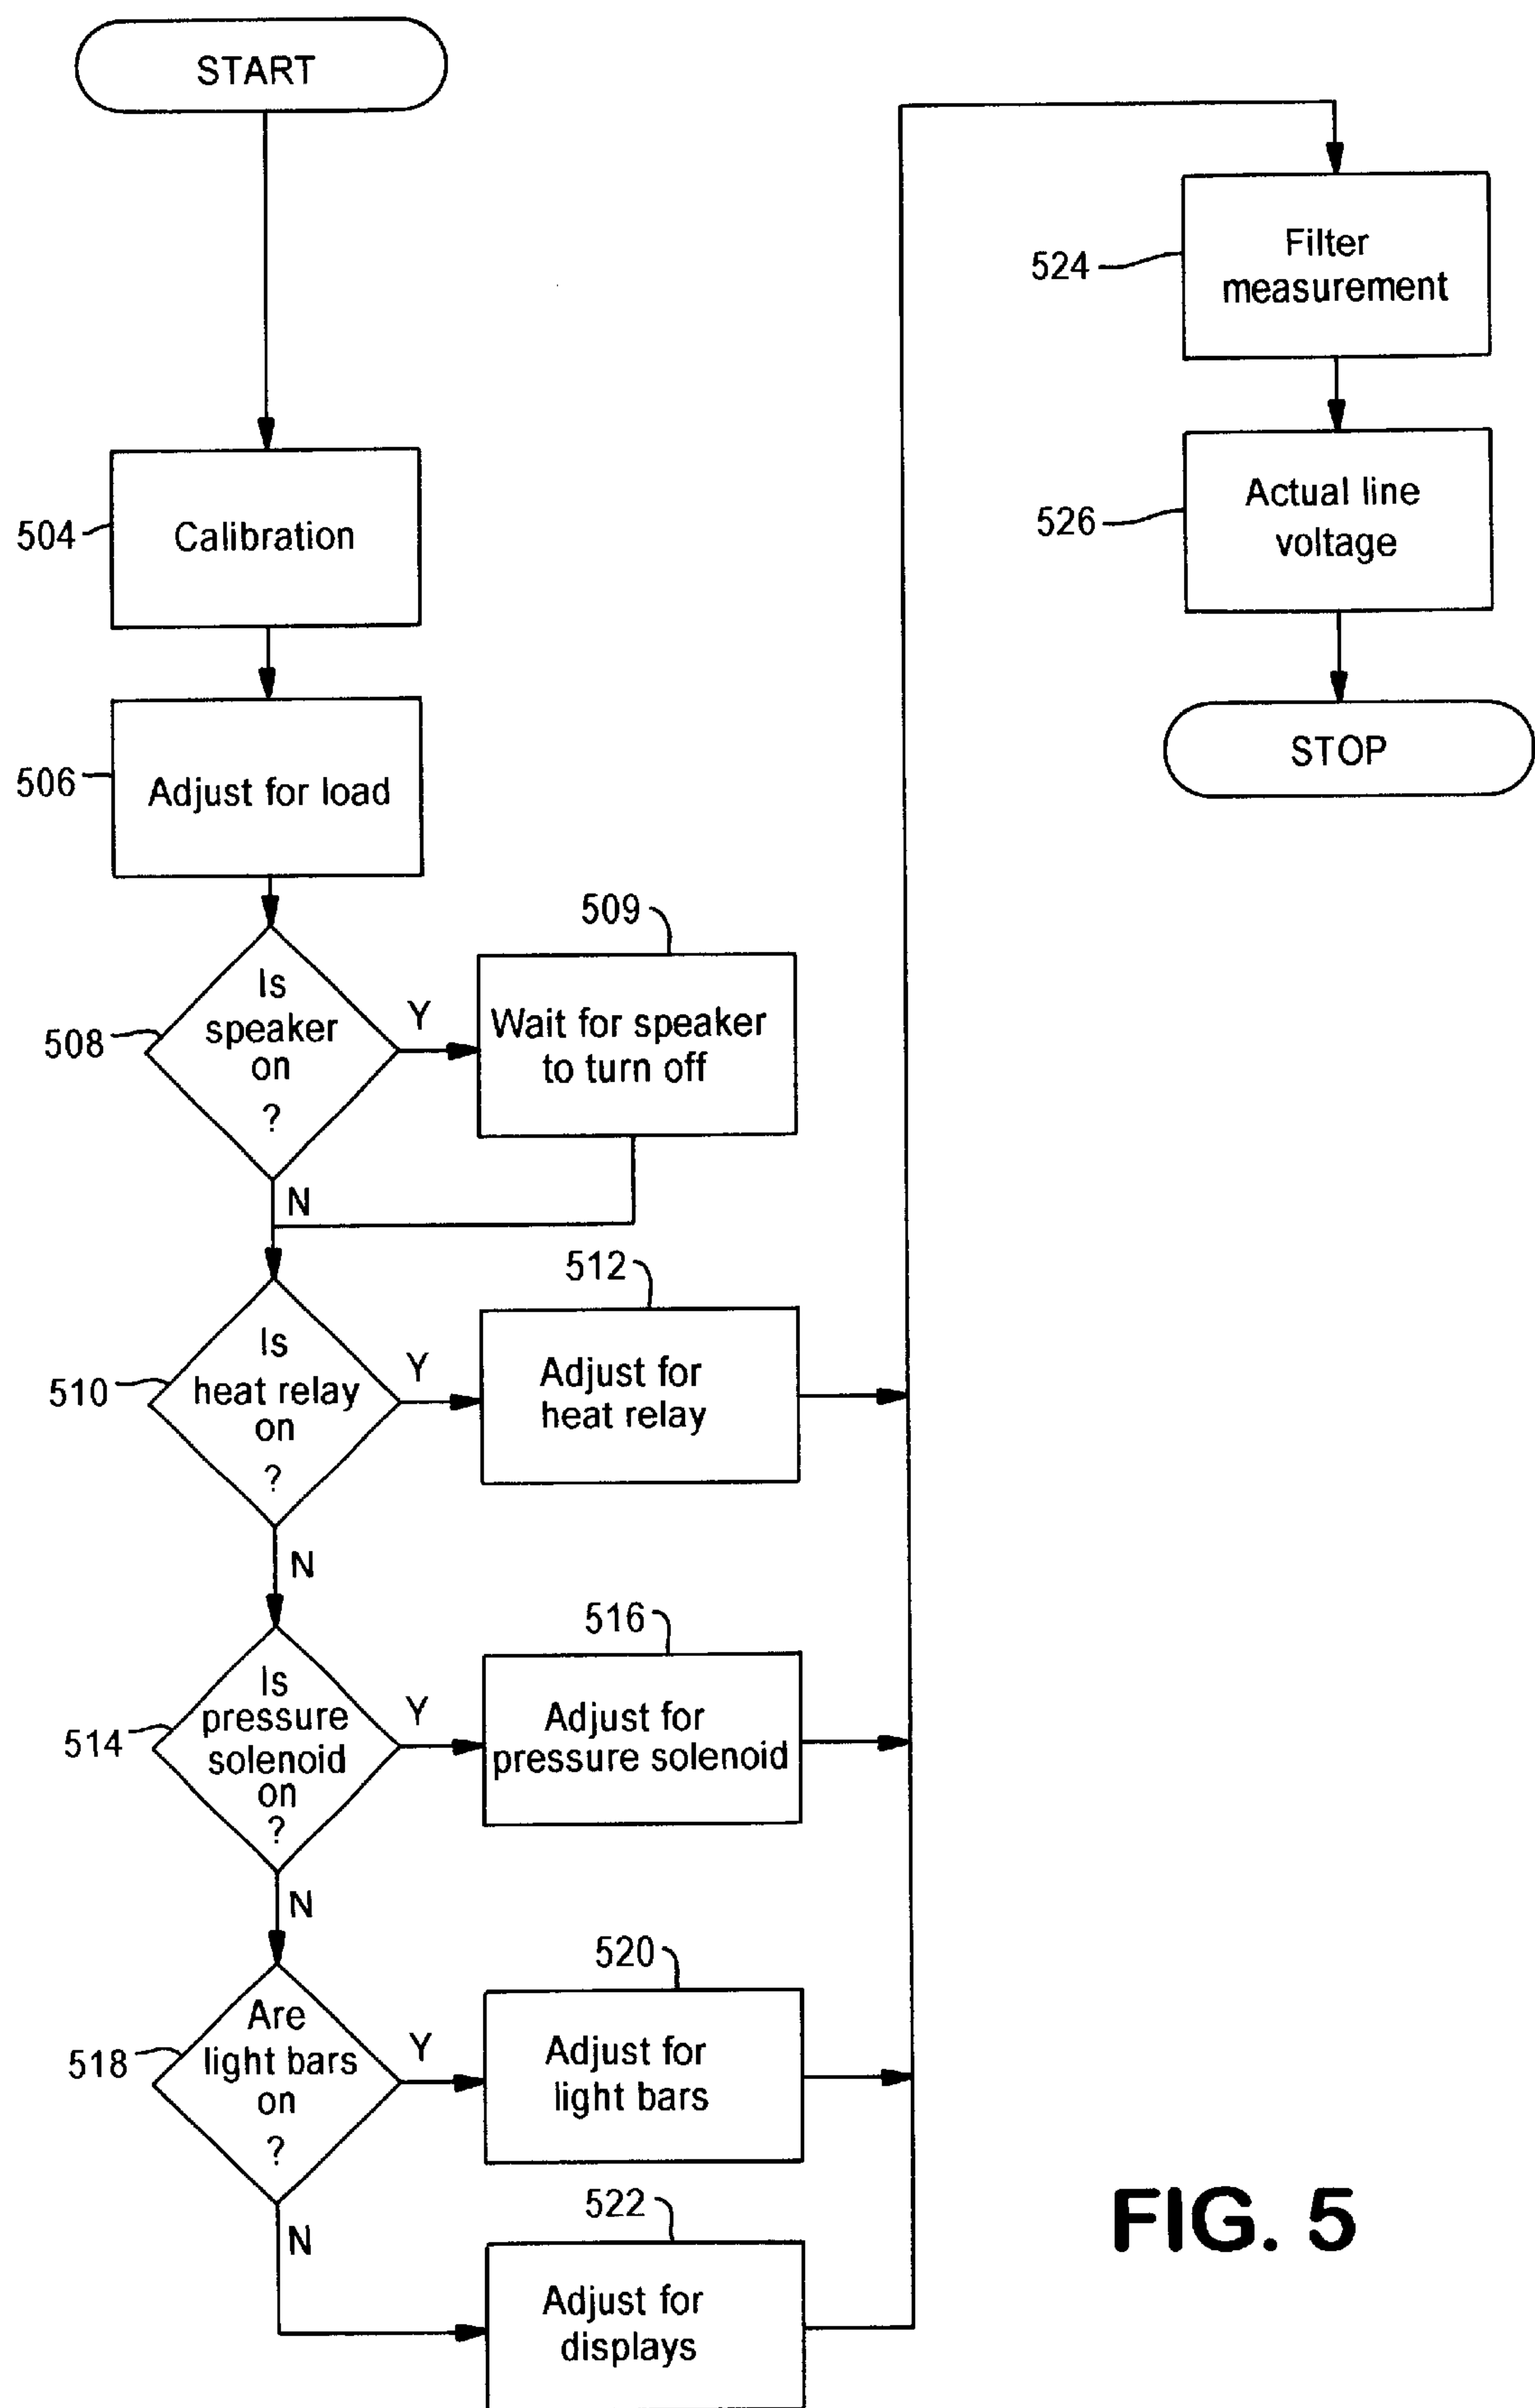 START
504
Calibration
506
Adjust for load
508
Is
speaker
on
?
Y
N
509
Wait for speaker
to turn off
510
Is
heat relay
on
?
Y
N
512
Adjust for
heat relay
514
Is
pressure
solenoid
on
?
Y
N
516
Adjust for
pressure solenoid
518
Are
light bars
on
?
Y
N
520
Adjust for
light bars
522
Adjust for
displays
524
Filter
measurement
526
Actual line
voltage
STOP
FIG. 5